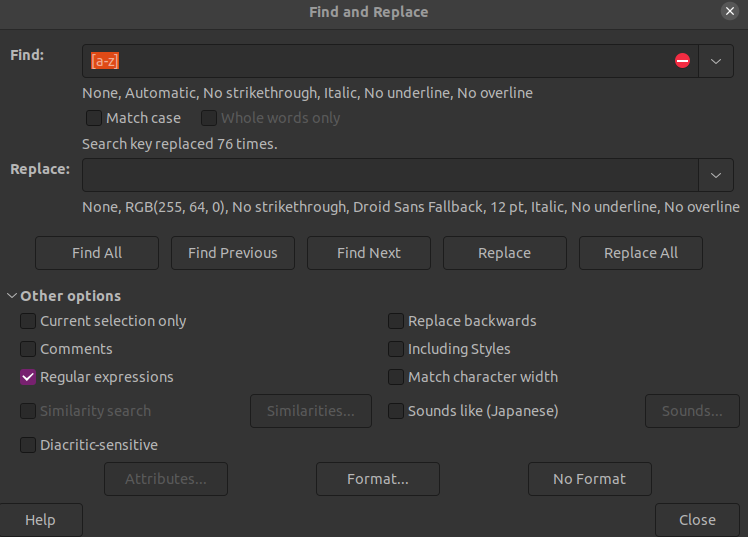 Find and Replace
Find:
[a-z]
None, Automatic, No strikethrough, Italic, No underline, No overline
Match case
Whole words only
Search key replaced 76 times.
Replace:
None, RGB(255, 64, 0), No strikethrough, Droid Sans Fallback, 12 pt, Italic, No underline, No overline
Find All
Find Previous
Find Next
Replace
Replace All
Other options
Current selection only
Replace backwards
Comments
Including Styles
Regular expressions
Match character width
Similarity search
Similarities...
Sounds like (Japanese)
Sounds...
Diacritic-sensitive
Attributes...
Format...
No Format
Help
Close